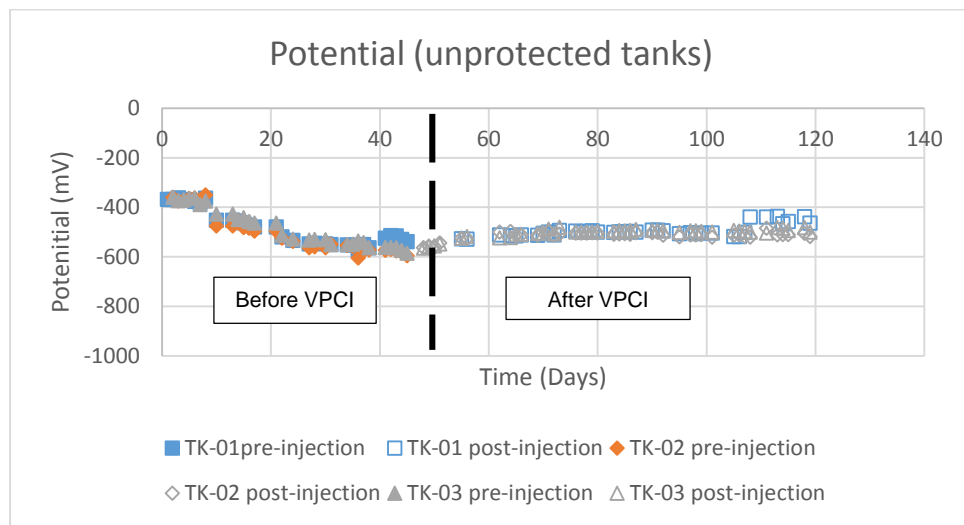 Potential (unprotected tanks)
0
0 20 40 60 80 100 120 140
-200
-400
-600
-800
-1000
Potential (mV)
Before VPCI
After VPCI
Time (Days)
TK-01pre-injection TK-01 post-injection TK-02 pre-injection
TK-02 post-injection TK-03 pre-injection TK-03 post-injection